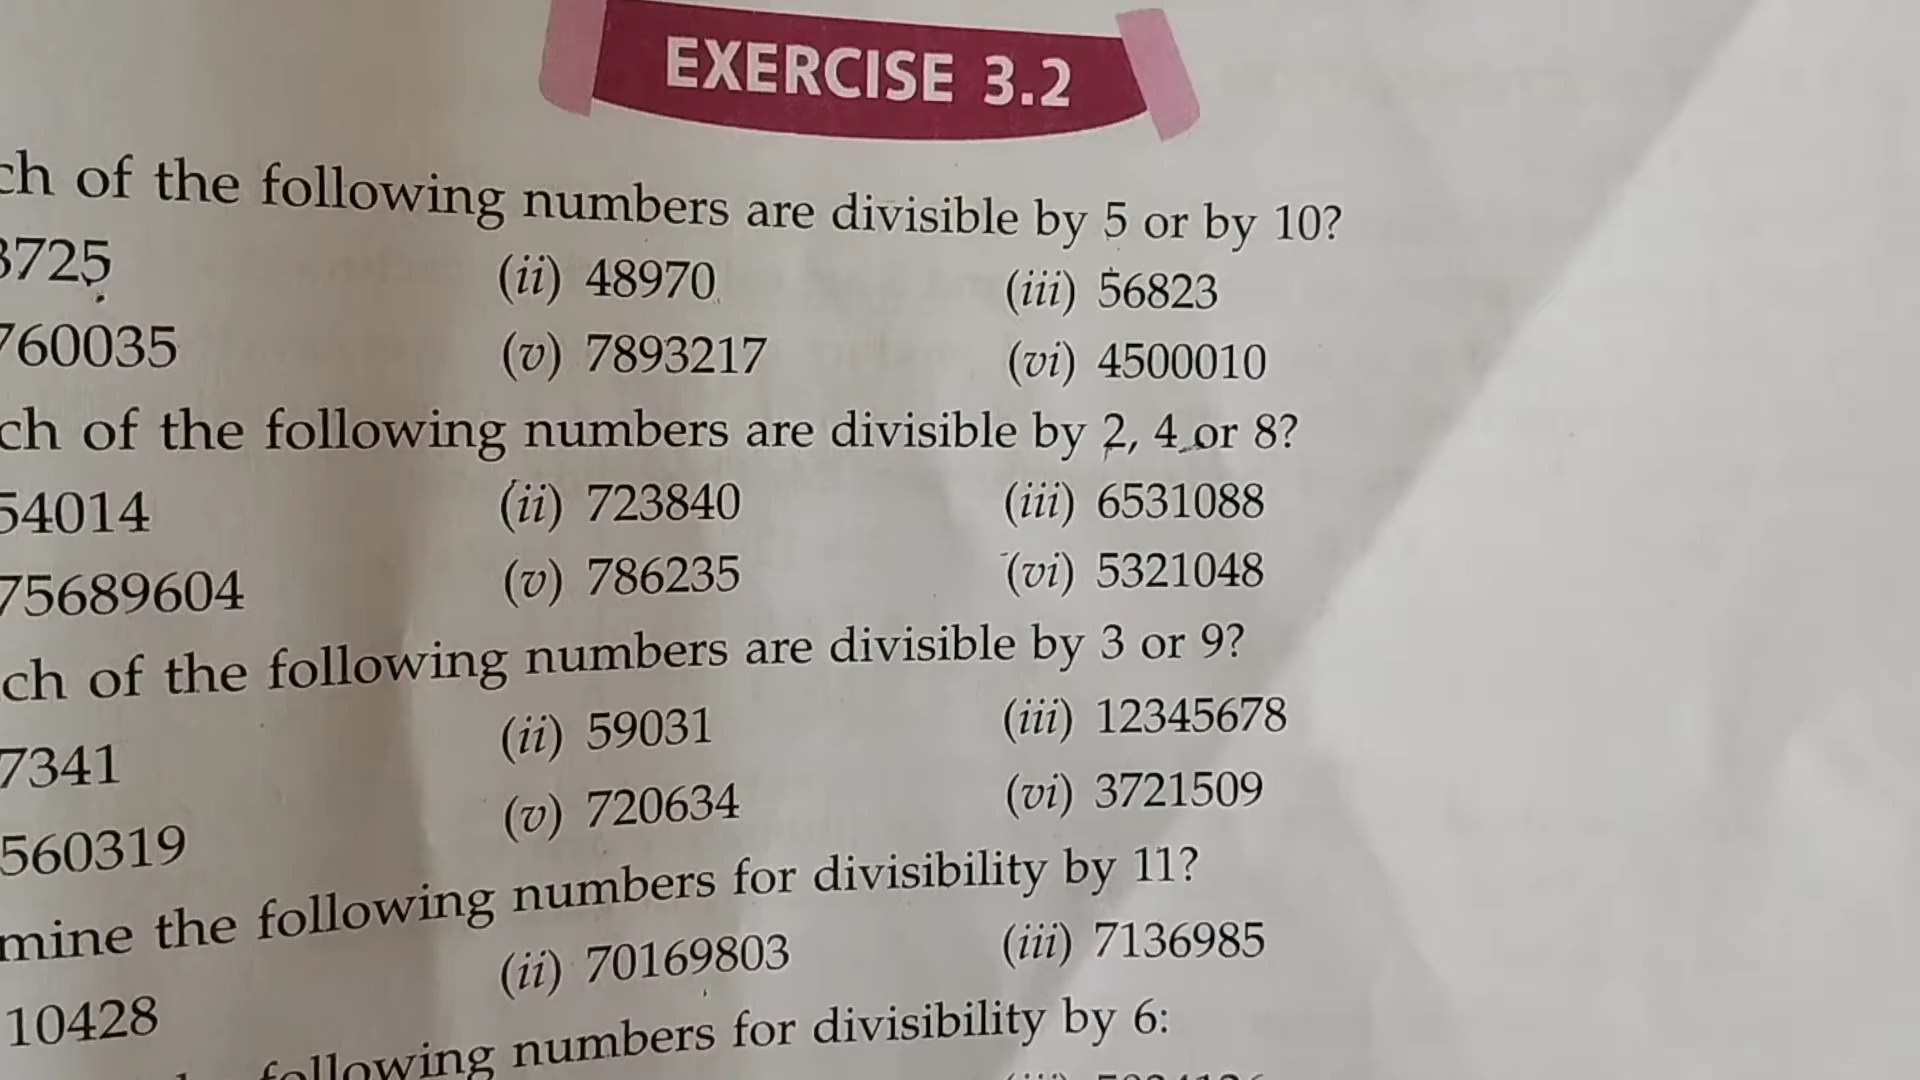 EXERCISE 3.2
ch of the following numbers are divisible by 5 or by 10?
3725 (ii) 48970 (iii) 56823
760035 (v) 7893217 (vi) 4500010
ch of the following numbers are divisible by 2, 4 or 8?
54014 (ii) 723840 (iii) 6531088
75689604 (v) 786235 (vi) 5321048
ch of the following numbers are divisible by 3 or 9?
7341 (ii) 59031 (iii) 12345678
560319 (v) 720634 (vi) 3721509
mine the following numbers for divisibility by 11?
10428 (ii) 70169803 (iii) 7136985
following numbers for divisibility by 6: